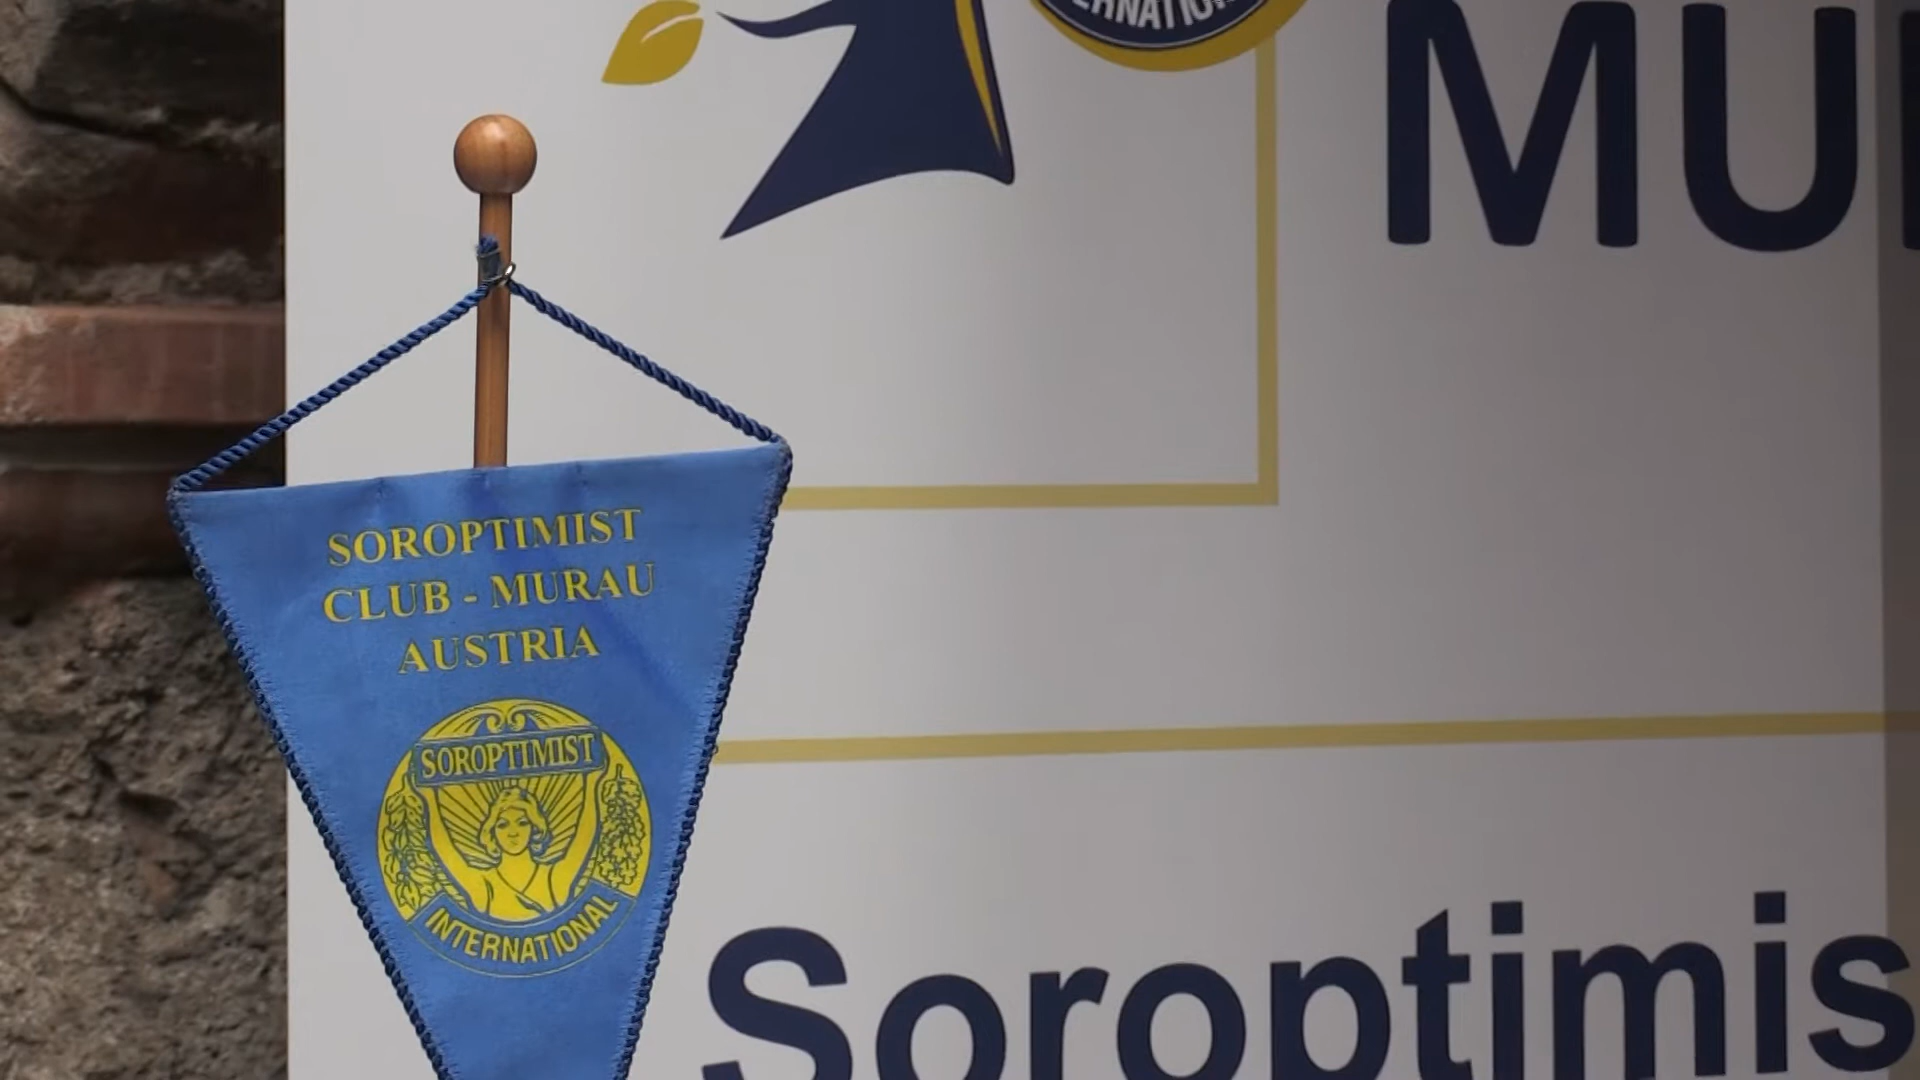 MU
SOROPTIMIST
CLUB - MURAU
AUSTRIA
SOROPTIMIST
INTERNATIONAL
Soroptimis